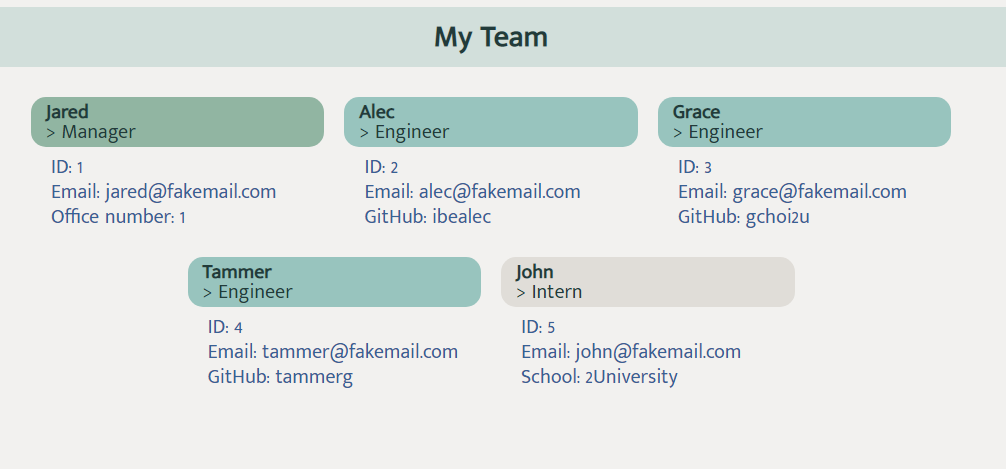 My Team
Jared
> Manager
ID: 1
Email: jared@fakemail.com
Office number: 1
Alec
> Engineer
ID: 2
Email: alec@fakemail.com
GitHub: ibealec
Grace
> Engineer
ID: 3
Email: grace@fakemail.com
GitHub: gchoi2u
Tammer
> Engineer
ID: 4
Email: tammer@fakemail.com
GitHub: tammerg
John
> Intern
ID: 5
Email: john@fakemail.com
School: 2University